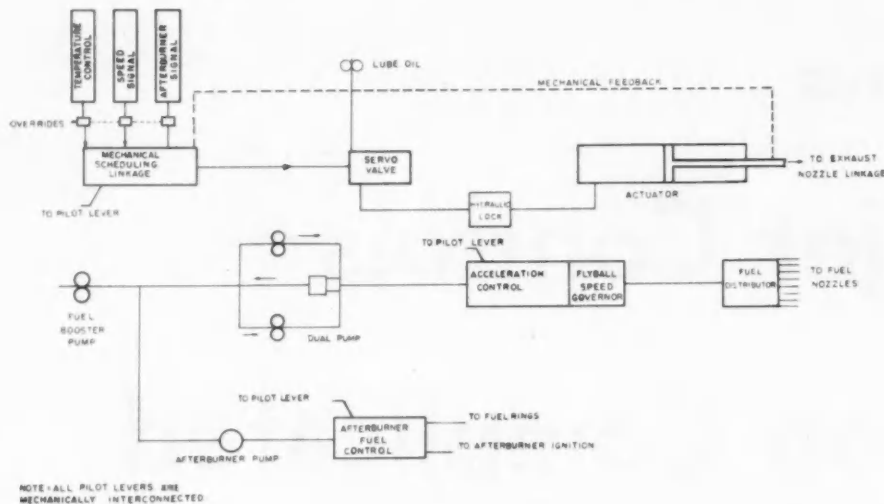 TEMPERATURE
CONTROL
SPEED
SIGNAL
AFTERBURNER
SIGNAL
LUBE OIL
MECHANICAL FEEDBACK
OVERRIDES
MECHANICAL
SCHEDULING
LINKAGE
SERVO
VALVE
TO EXHAUST
NOZZLE LINKAGE
ACTUATOR
HYDRAULIC
LOCK
TO PILOT LEVER
TO PILOT LEVER
ACCELERATION
CONTROL
FLYBALL
SPEED
GOVERNOR
FUEL
DISTRIBUTOR
TO FUEL
NOZZLES
FUEL
BOOSTER
PUMP
DUAL PUMP
TO PILOT LEVER
AFTERBURNER
FUEL
CONTROL
TO FUEL RINGS
TO AFTERBURNER IGNITION
AFTERBURNER PUMP
NOTE-ALL PILOT LEVERS ARE
MECHANICALLY INTERCONNECTED